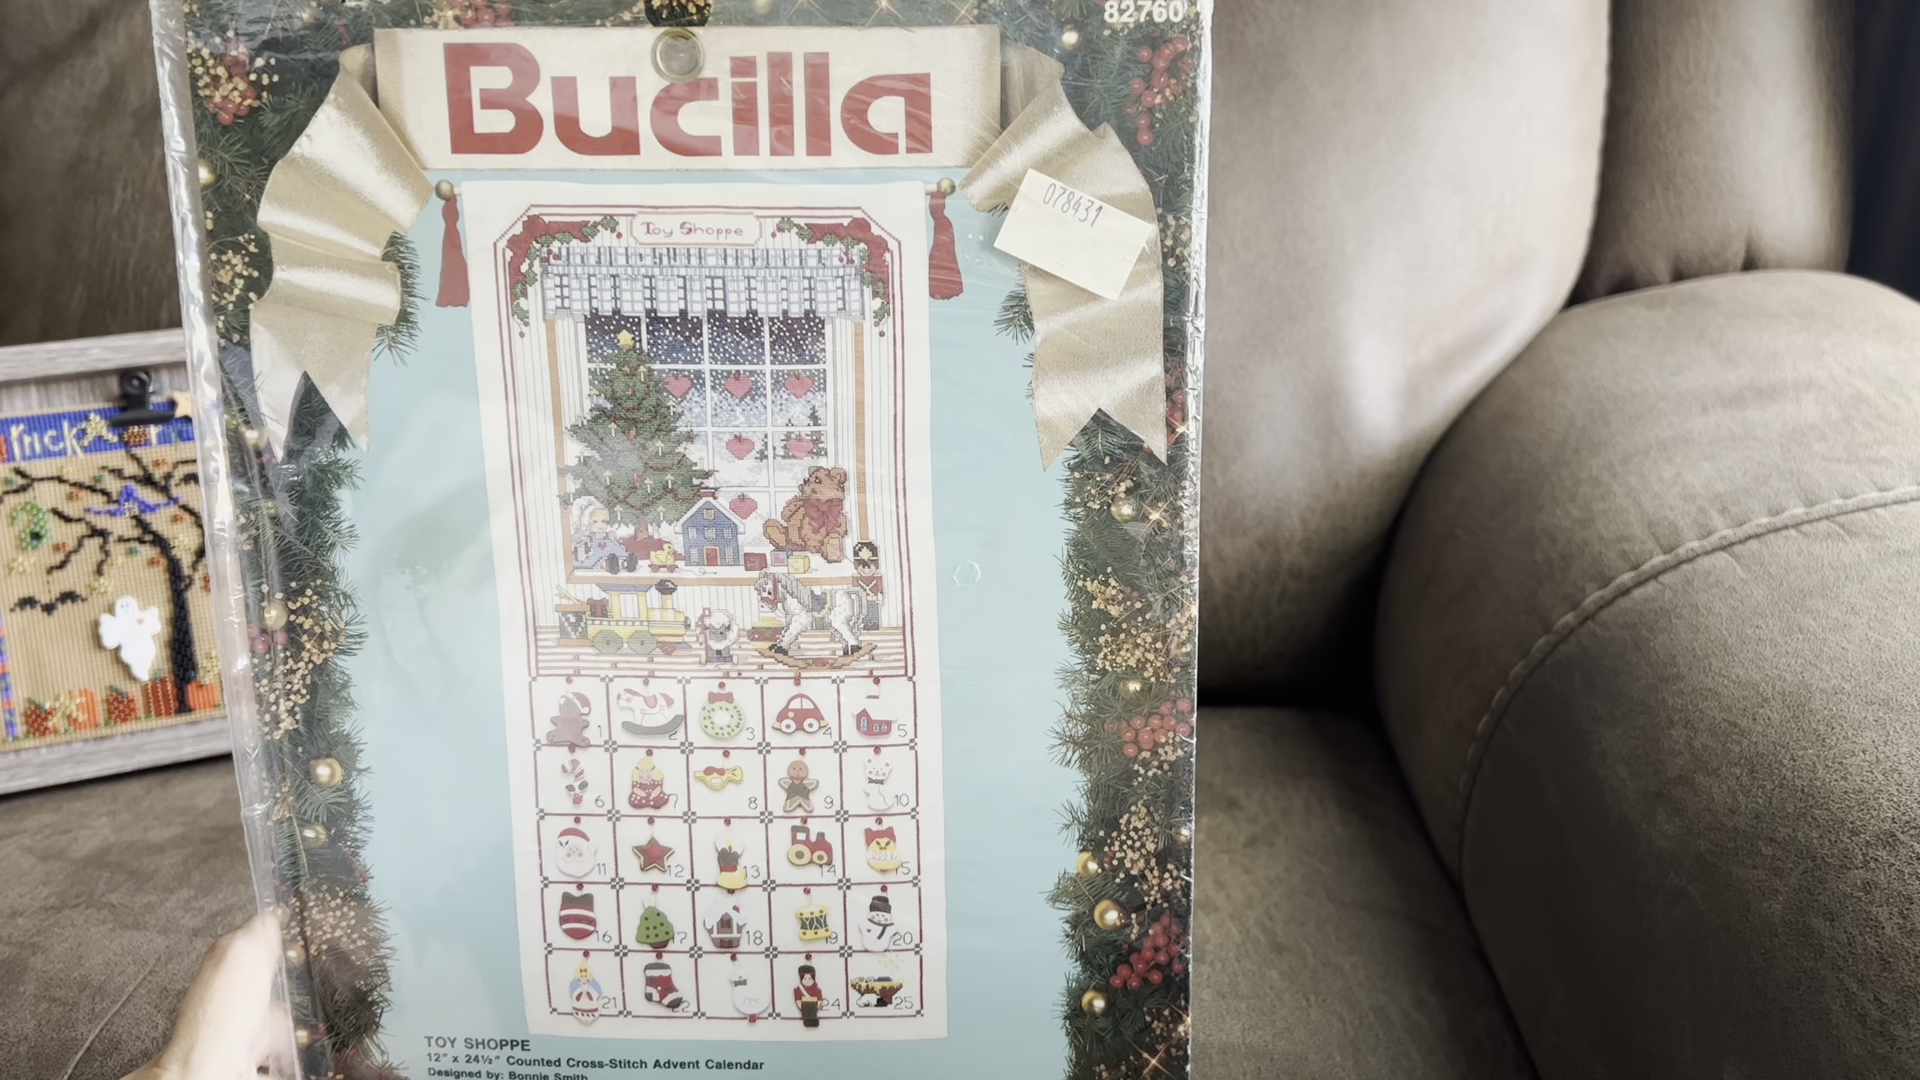 82760
Bucilla
078431
Toy Shoppe
Trick
1 2 3 4 5
6 7 8 9 10
11 12 13 14 15
16 17 18 19 20
21 22 24 25
TOY SHOPPE
12" x 24½" Counted Cross-Stitch Advent Calendar
Designed by: Bonnie Smith